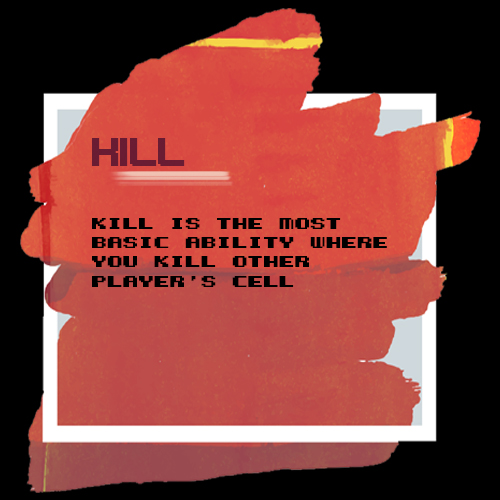 KILL
KILL IS THE MOST
BASIC ABILITY WHERE
YOU KILL OTHER
PLAYER'S CELL